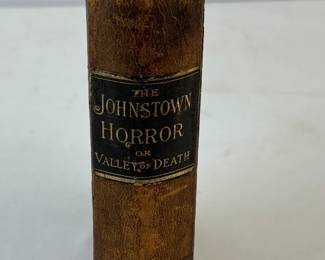 THE
JOHNSTOWN
HORROR
OR
VALLEY OF DEATH